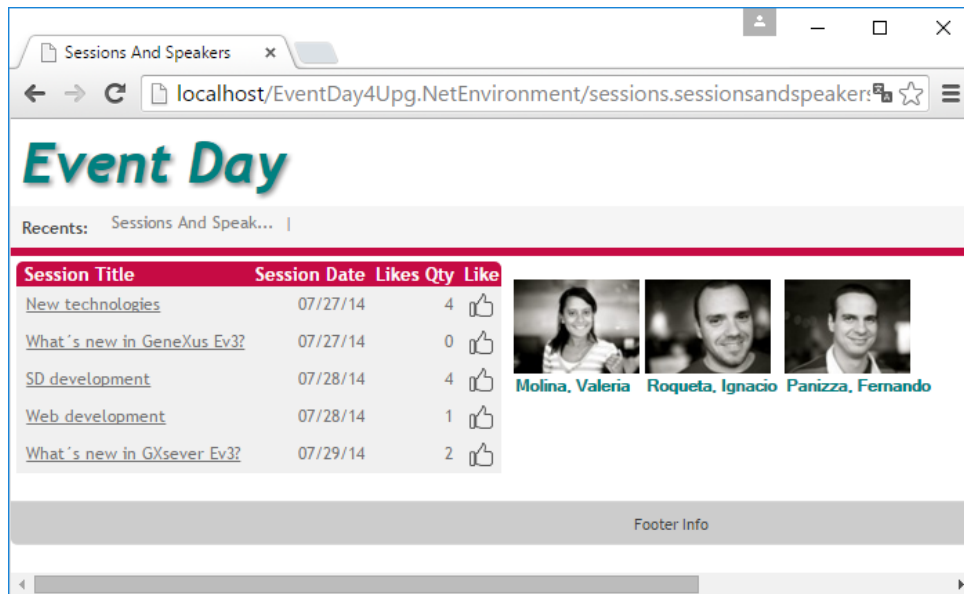 Sessions And Speakers
localhost/EventDay4Upg.NetEnvironment/sessions.sessionsandspeaker
Event Day
Recents: Sessions And Speak... |
Session Title Session Date Likes Qty Like
New technologies 07/27/14 4
What´s new in GeneXus Ev3? 07/27/14 0
SD development 07/28/14 4
Web development 07/28/14 1
What´s new in GXsever Ev3? 07/29/14 2
Molina, Valeria Roqueta, Ignacio Panizza, Fernando
Footer Info